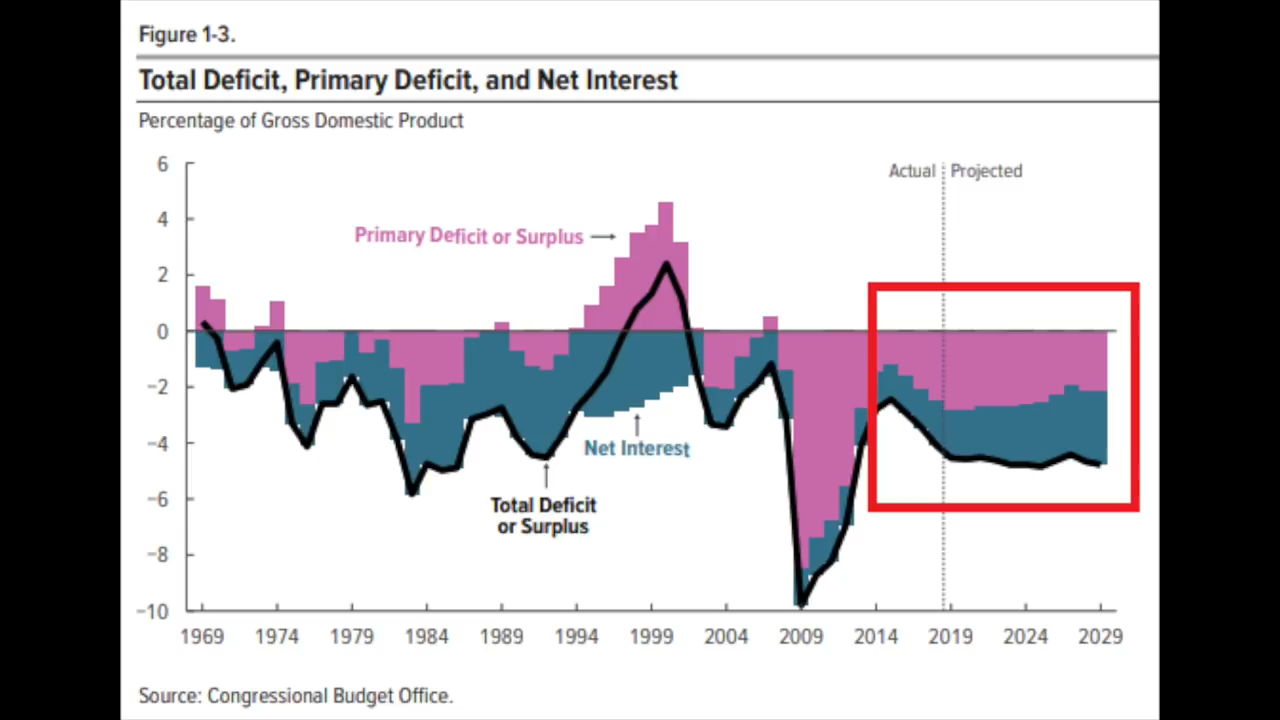 Figure 1-3.
Total Deficit, Primary Deficit, and Net Interest
Percentage of Gross Domestic Product
6
Actual
Projected
4
Primary Deficit or Surplus
2
0
−2
−4
Net Interest
−6
Total Deficit
or Surplus
−8
−10
1969 1974 1979 1984 1989 1994 1999 2004 2009 2014 2019 2024 2029
Source: Congressional Budget Office.